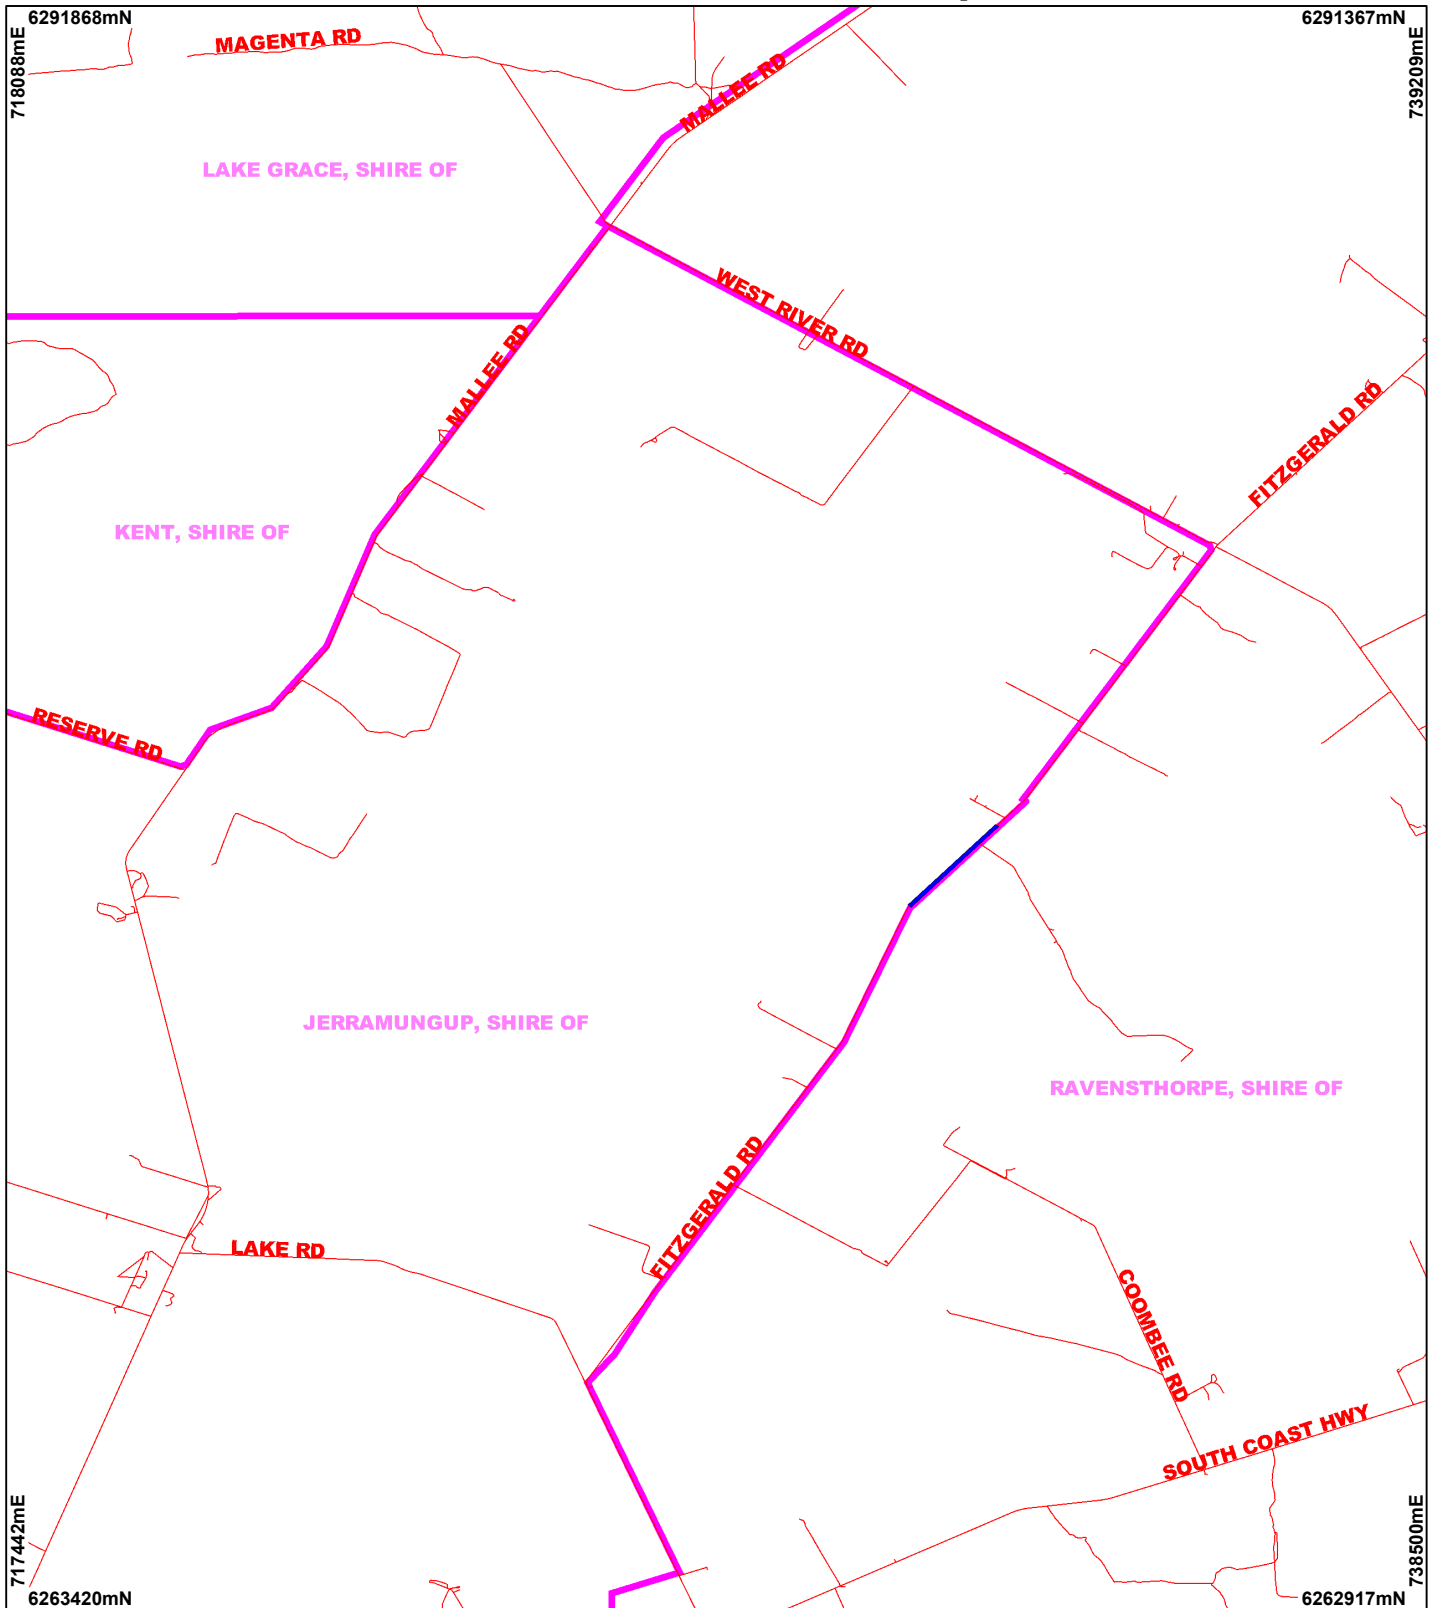 6291868mN
6291367mN
718088mE
739209mE
MAGENTA RD
MALLEE RD
LAKE GRACE, SHIRE OF
WEST RIVER RD
MALLEE RD
FITZGERALD RD
KENT, SHIRE OF
RESERVE RD
JERRAMUNGUP, SHIRE OF
RAVENSTHORPE, SHIRE OF
FITZGERALD RD
LAKE RD
COOMBEE RD
SOUTH COAST HWY
717442mE
738500mE
6263420mN
6262917mN